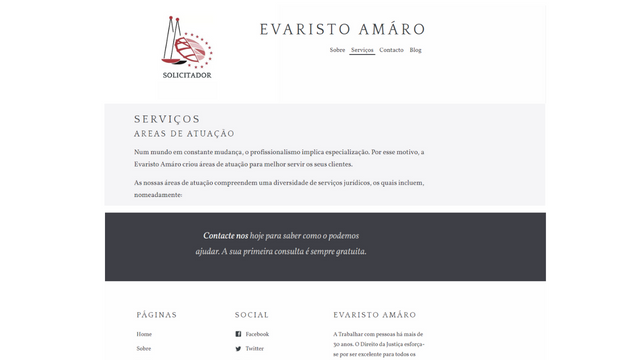 EVARISTO AMÁRO
Sobre Serviços Contacto Blog
SOLICITADOR
SERVIÇOS
AREAS DE ATUAÇÃO
Num mundo em constante mudança, o profissionalismo implica especialização. Por esse motivo, a
Evaristo Amáro criou áreas de atuação para melhor servir os seus clientes.
As nossas áreas de atuação compreendem uma diversidade de serviços jurídicos, os quais incluem,
nomeadamente:
Contacte nos hoje para saber como o podemos
ajudar. A sua primeira consulta é sempre gratuita.
PÁGINAS
Home
Sobre
SOCIAL
Facebook
Twitter
EVARISTO AMÁRO
A Trabalhar com pessoas há mais de
30 anos. O Direito da Justiça esforça-
se por ser excelente para todos os